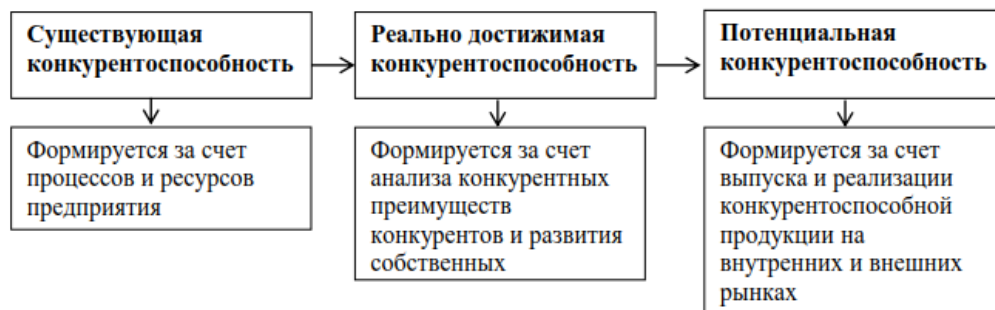 Существующая
конкурентоспособность
Реально достижимая
конкурентоспособность
Потенциальная
конкурентоспособность
Формируется за счет
процессов и ресурсов
предприятия
Формируется за счет
анализа конкурентных
преимуществ
конкурентов и развития
собственных
Формируется за счет
выпуска и реализации
конкурентоспособной
продукции на
внутренних и внешних
рынках